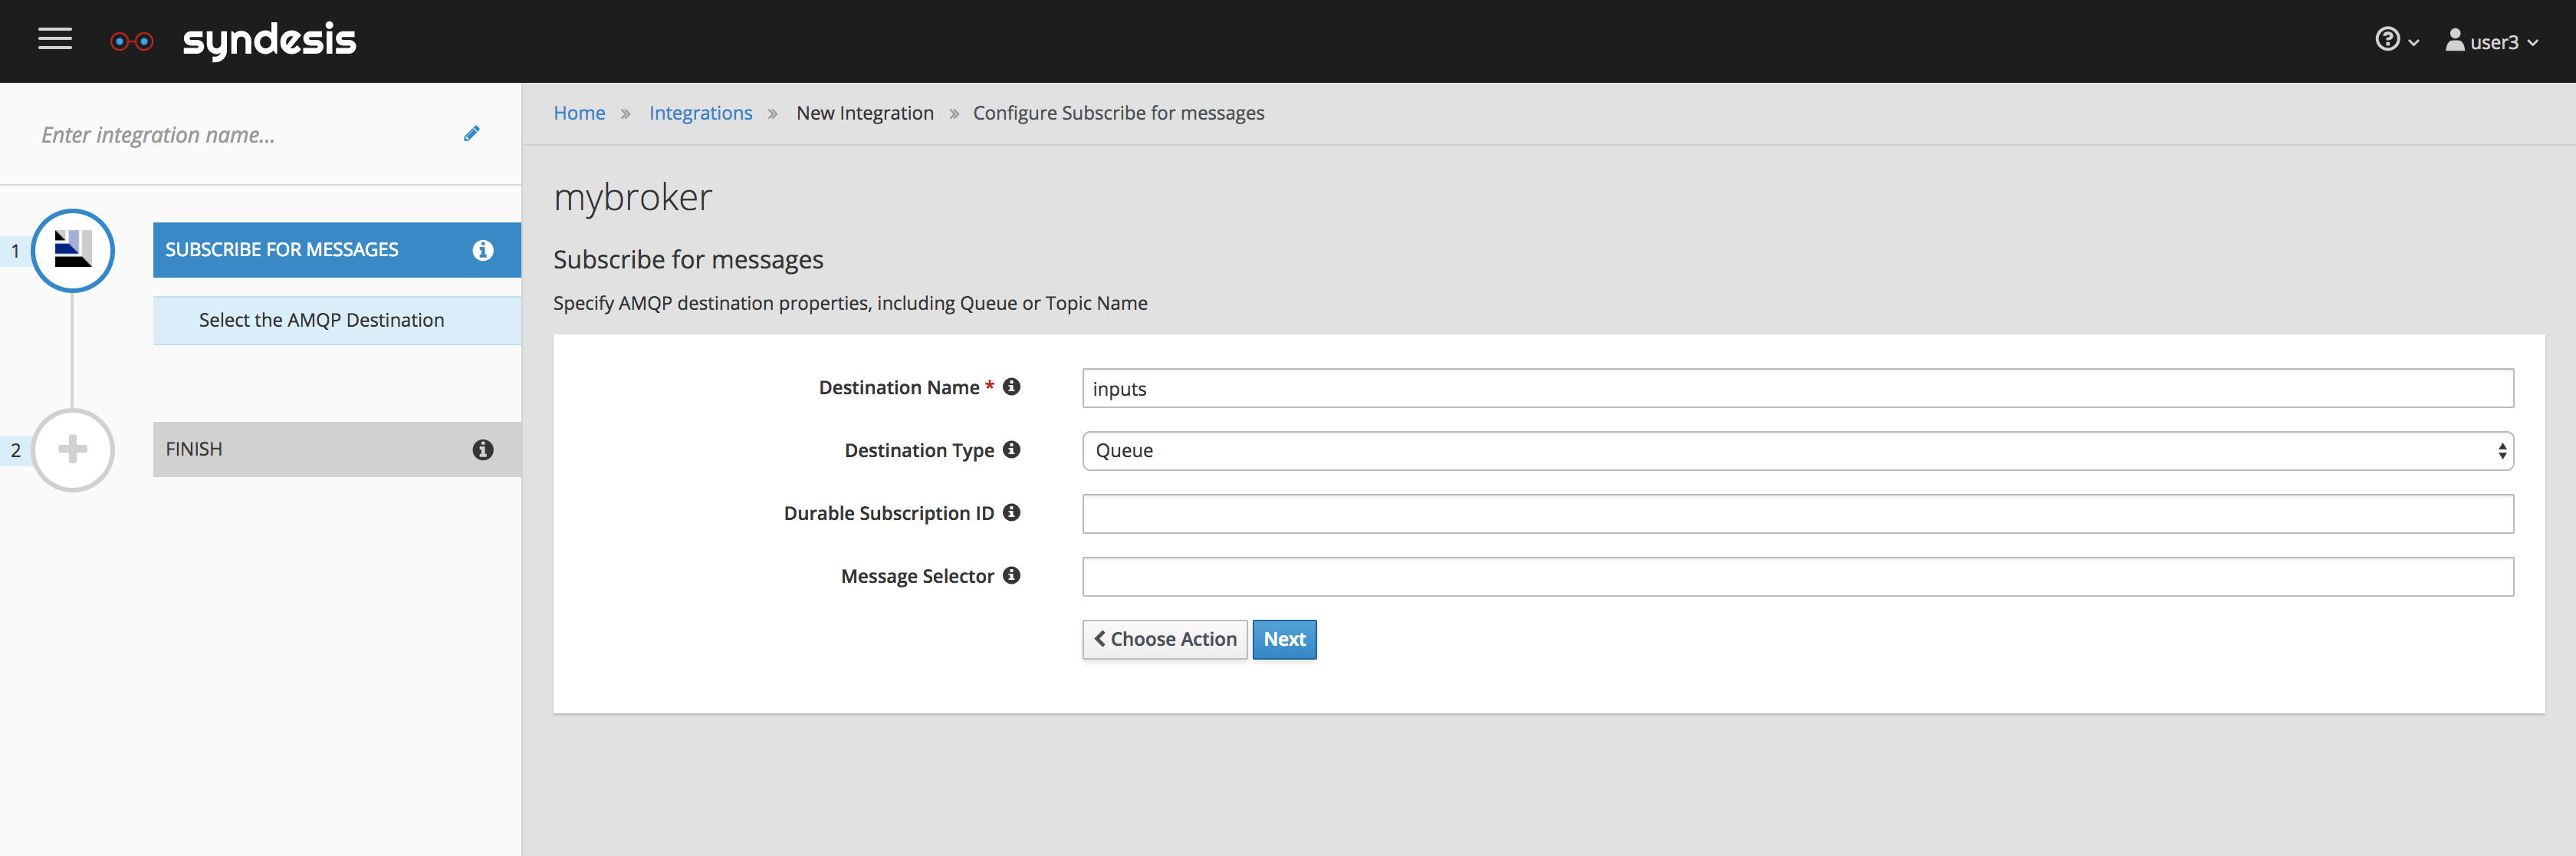 syndesis
user3
Enter integration name...
1
SUBSCRIBE FOR MESSAGES
Select the AMQP Destination
2
FINISH
Home » Integrations » New Integration » Configure Subscribe for messages
mybroker
Subscribe for messages
Specify AMQP destination properties, including Queue or Topic Name
Destination Name *
inputs
Destination Type
Queue
Durable Subscription ID
Message Selector
Choose Action
Next